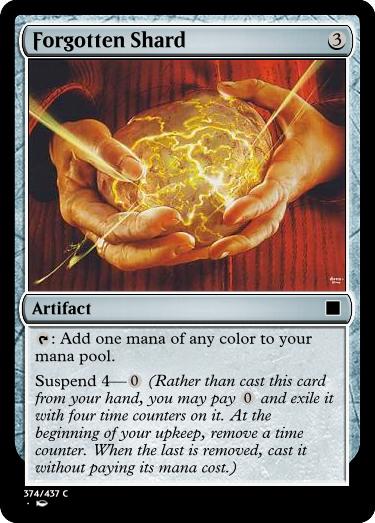 Forgotten Shard 3
Artifact
: Add one mana of any color to your
mana pool.
Suspend 4—0 (Rather than cast this card
from your hand, you may pay 0 and exile it
with four time counters on it. At the
beginning of your upkeep, remove a time
counter. When the last is removed, cast it
without paying its mana cost.)
374/437 C